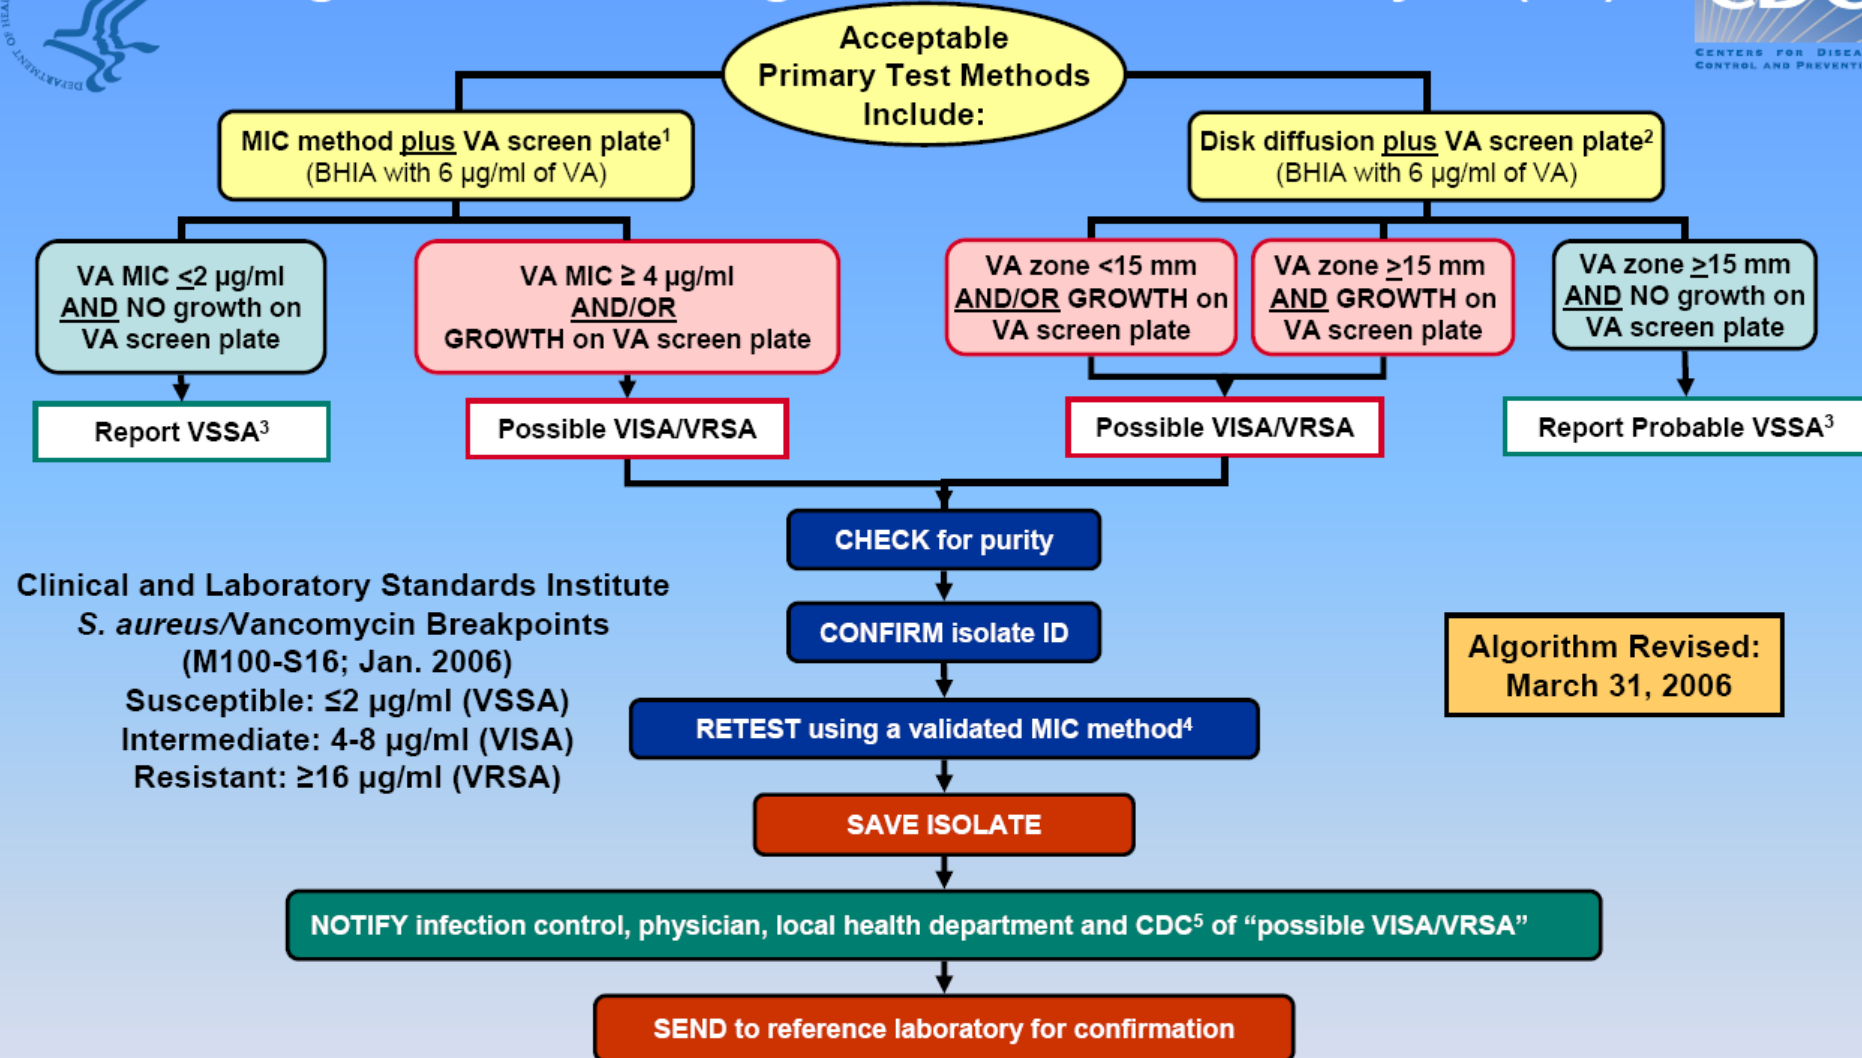 Acceptable
Primary Test Methods
Include:
CENTERS FOR DISEA
CONTROL AND PREVENTI
MIC method plus VA screen plate¹
(BHIA with 6 µg/ml of VA)
Disk diffusion plus VA screen plate²
(BHIA with 6 µg/ml of VA)
VA MIC ≤2 µg/ml
AND NO growth on
VA screen plate
VA MIC ≥ 4 µg/ml
AND/OR
GROWTH on VA screen plate
VA zone <15 mm
AND/OR GROWTH on
VA screen plate
VA zone ≥15 mm
AND GROWTH on
VA screen plate
VA zone ≥15 mm
AND NO growth on
VA screen plate
Report VSSA³
Possible VISA/VRSA
Possible VISA/VRSA
Report Probable VSSA³
CHECK for purity
CONFIRM isolate ID
RETEST using a validated MIC method⁴
SAVE ISOLATE
NOTIFY infection control, physician, local health department and CDC⁵ of “possible VISA/VRSA”
SEND to reference laboratory for confirmation
Clinical and Laboratory Standards Institute
S. aureus/Vancomycin Breakpoints
(M100-S16; Jan. 2006)
Susceptible: ≤2 µg/ml (VSSA)
Intermediate: 4-8 µg/ml (VISA)
Resistant: ≥16 µg/ml (VRSA)
Algorithm Revised:
March 31, 2006